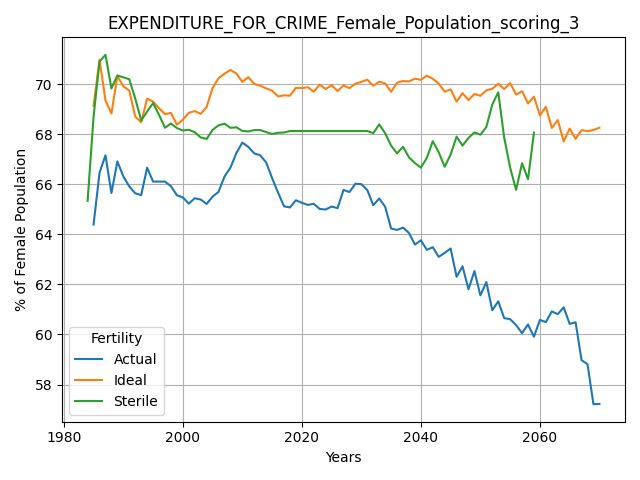 EXPENDITURE_FOR_CRIME_Female_Population_scoring_3
70
68
66
64
62
60
58
% of Female Population
Fertility
Actual
Ideal
Sterile
1980
2000
2020
2040
2060
Years